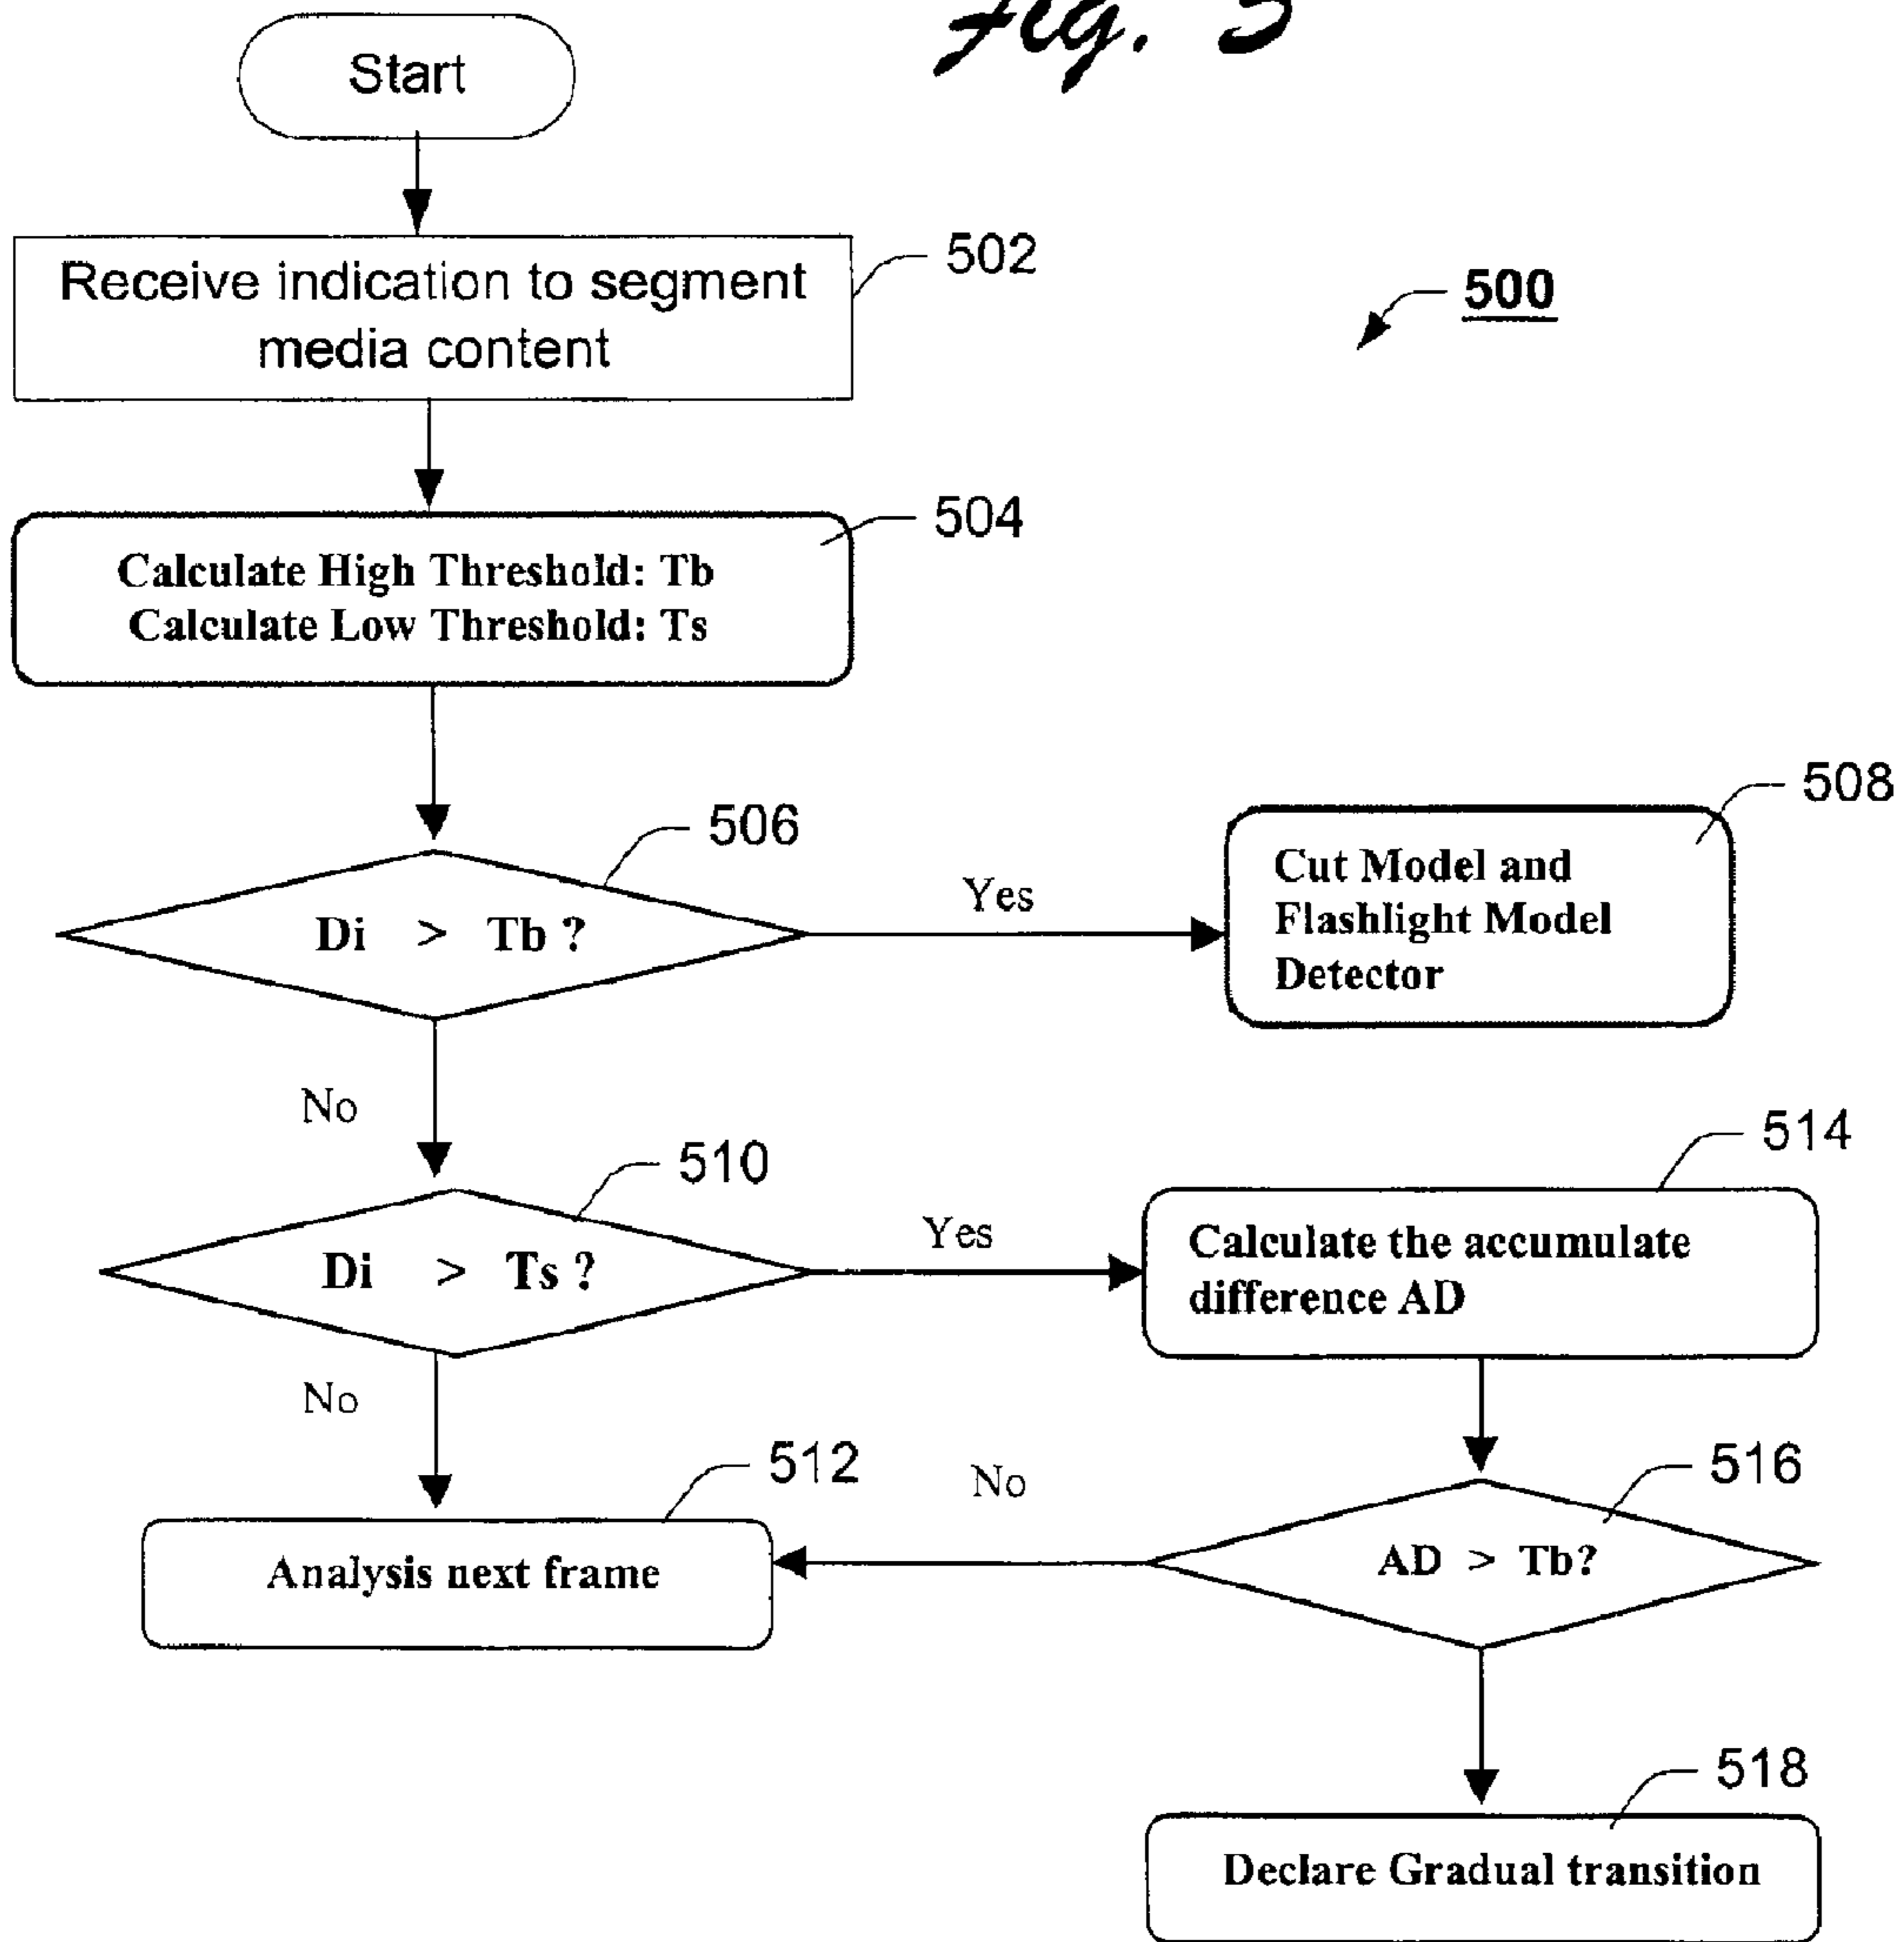 Fig. 5
Start
502
Receive indication to segment
media content
500
504
Calculate High Threshold: Tb
Calculate Low Threshold: Ts
506
508
Di > Tb ?
Yes
Cut Model and
Flashlight Model
Detector
No
510
514
Di > Ts ?
Yes
Calculate the accumulate
difference AD
No
512
No
516
Analysis next frame
AD > Tb?
518
Declare Gradual transition